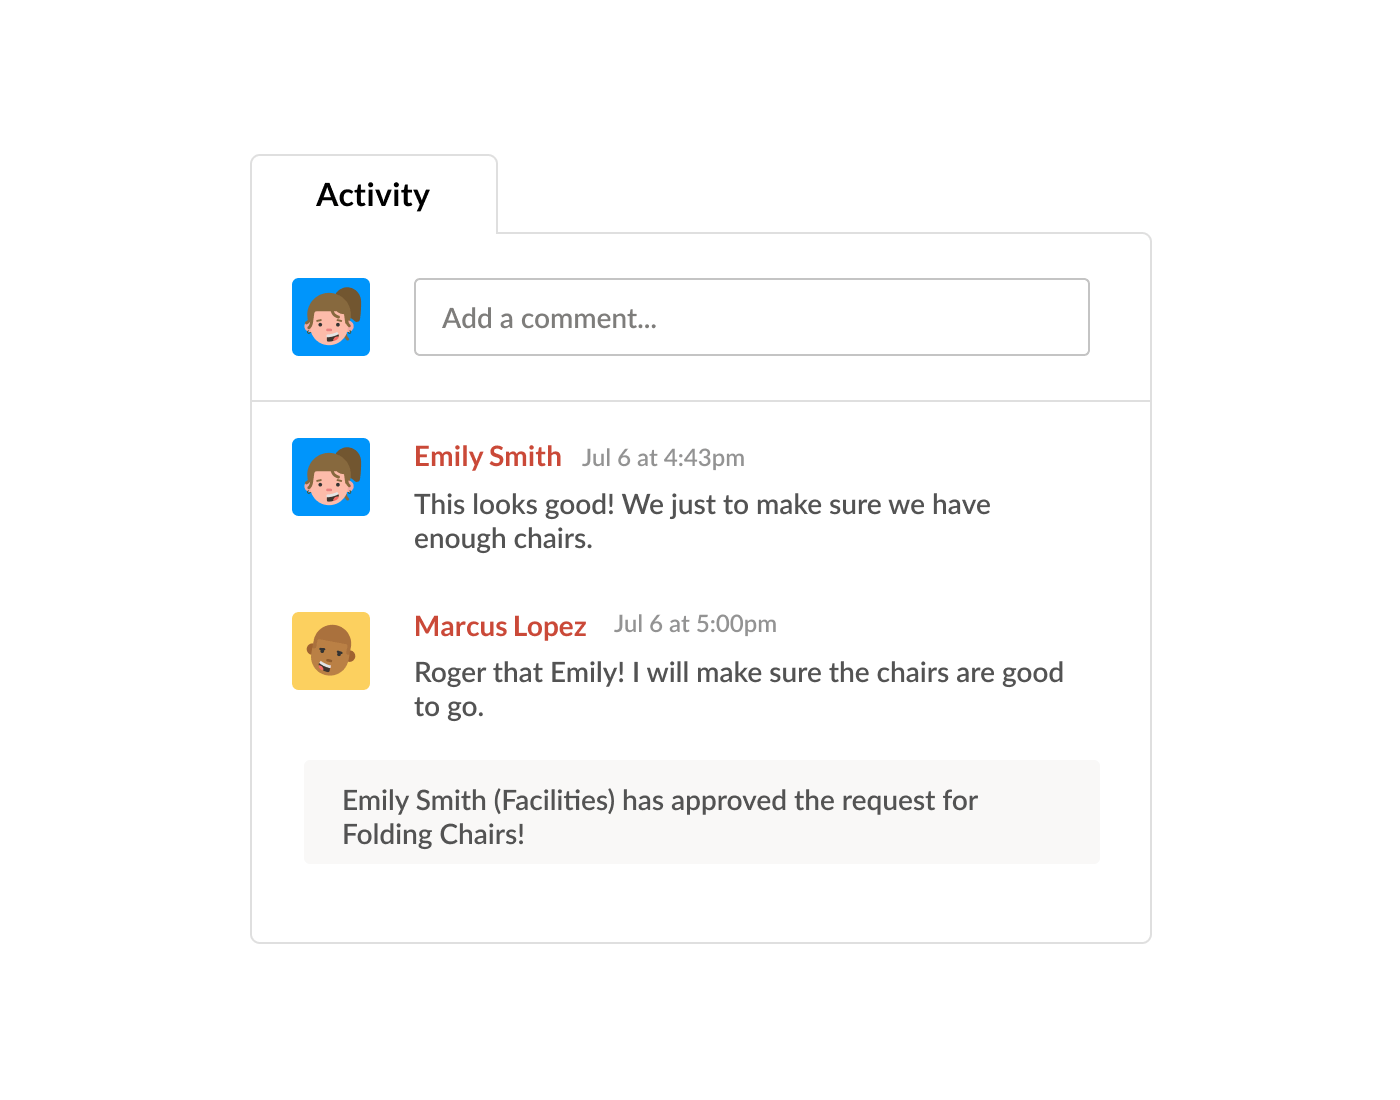 Activity
Add a comment...
Emily Smith Jul 6 at 4:43pm
This looks good! We just to make sure we have
enough chairs.
Marcus Lopez Jul 6 at 5:00pm
Roger that Emily! I will make sure the chairs are good
to go.
Emily Smith (Facilities) has approved the request for
Folding Chairs!